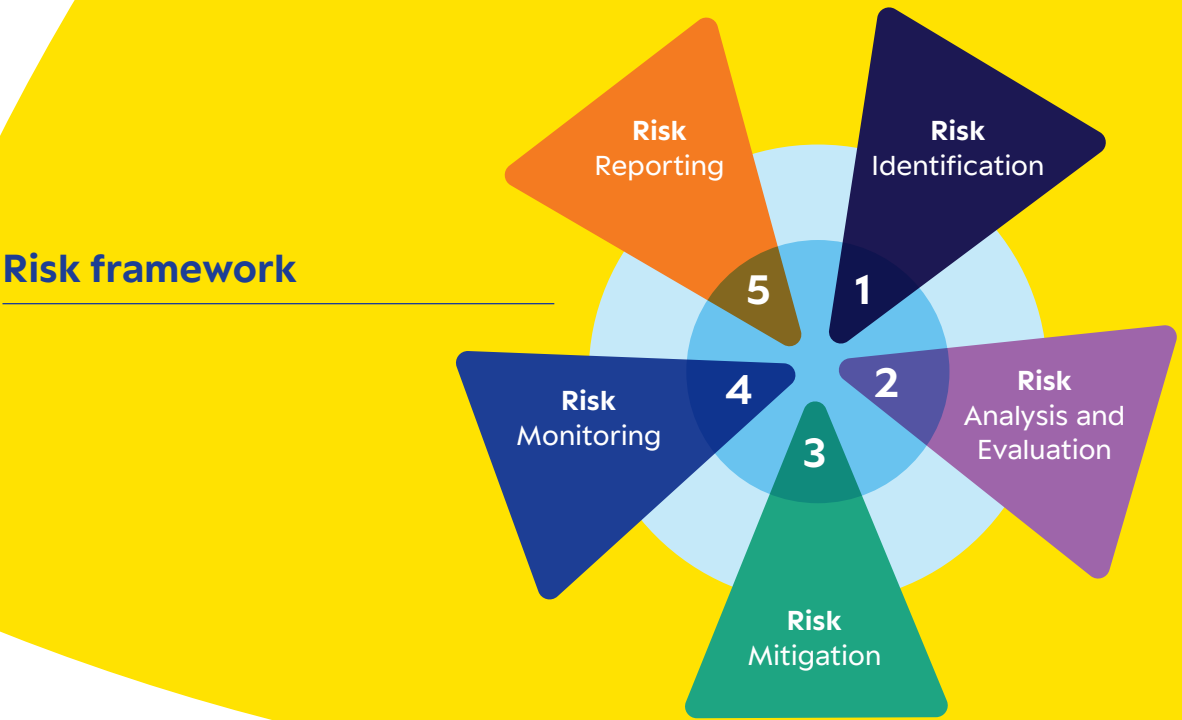 Risk framework
1
Risk
Identification
2
Risk
Analysis and
Evaluation
3
Risk
Mitigation
4
Risk
Monitoring
5
Risk
Reporting